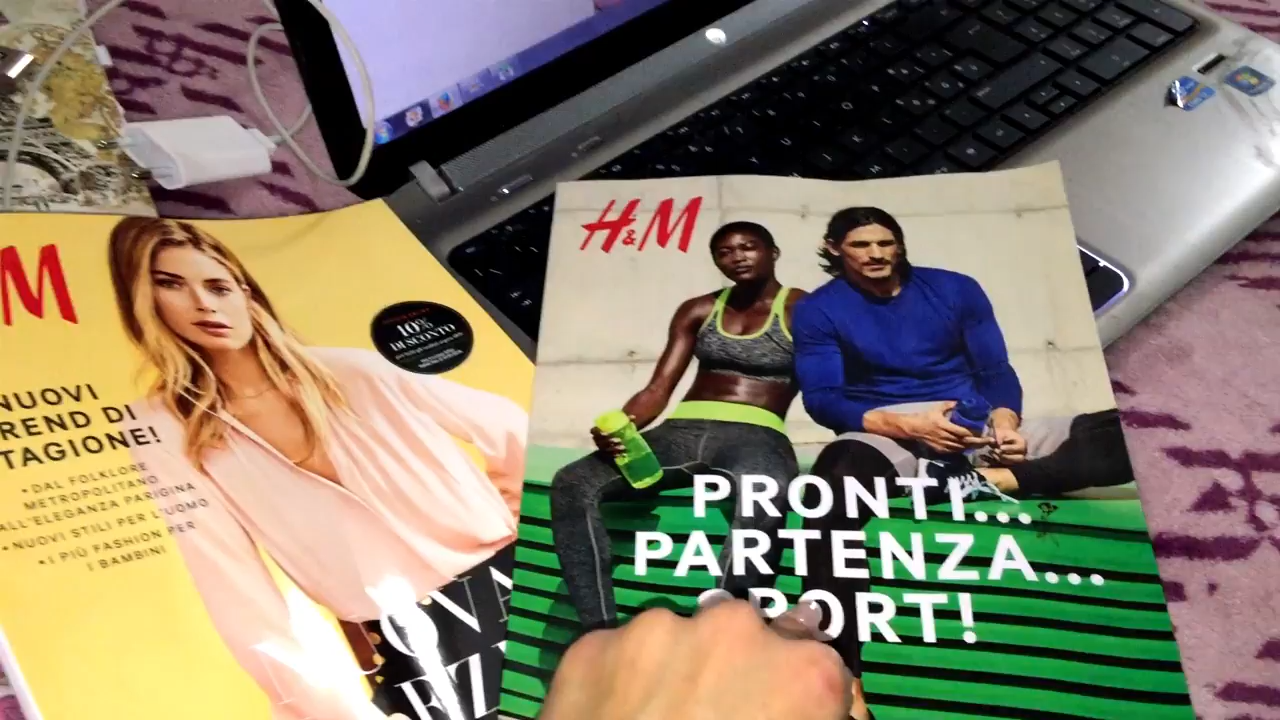 M
NUOVI
REND DI
TAGIONE!
• DAL FOLKLORE
METROPOLITANO
ALL'ELEGANZA PARIGINA
• NUOVI STILI PER L'UOMO
• I PIÙ FASHION PER
I BAMBINI
10%
DI SCONTO
H&M
PRONTI...
PARTENZA...
SPORT!